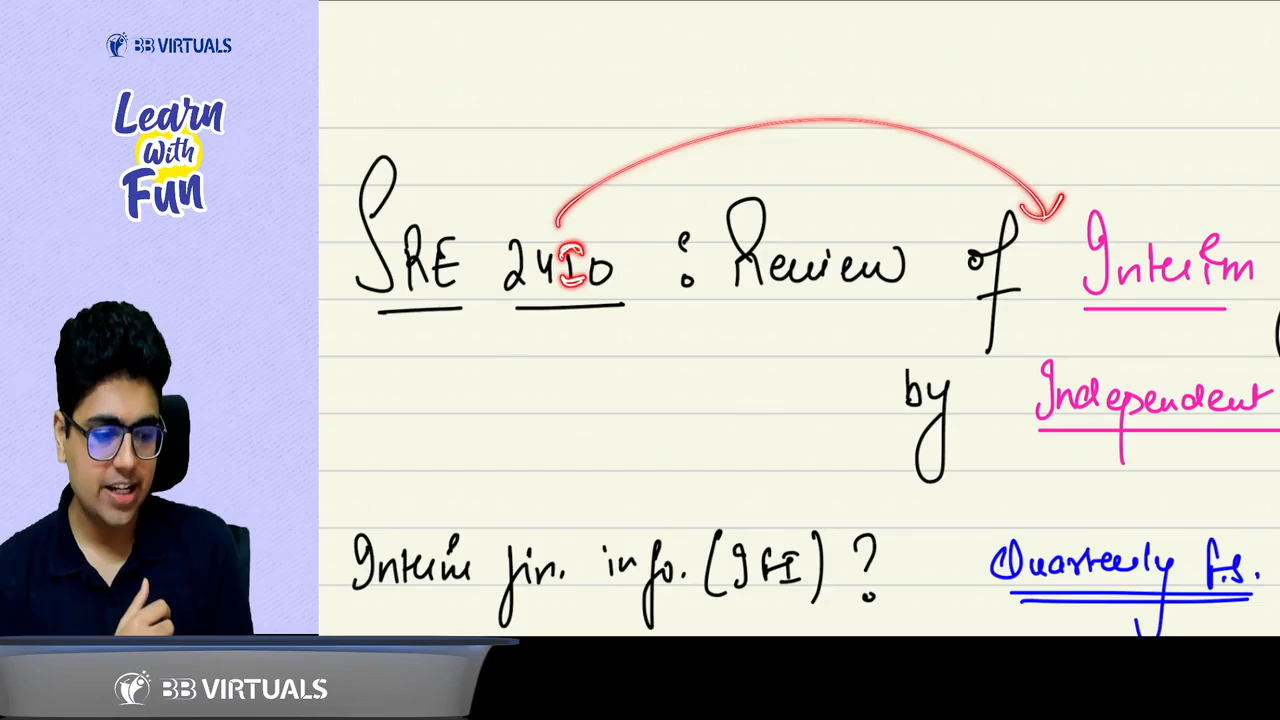 BB VIRTUALS
Learn
With
Fun
SRE 2410 : Review of Interim
by Independent
Interim fin. info. (IFI) ?
Quarterly f.s.
BB VIRTUALS